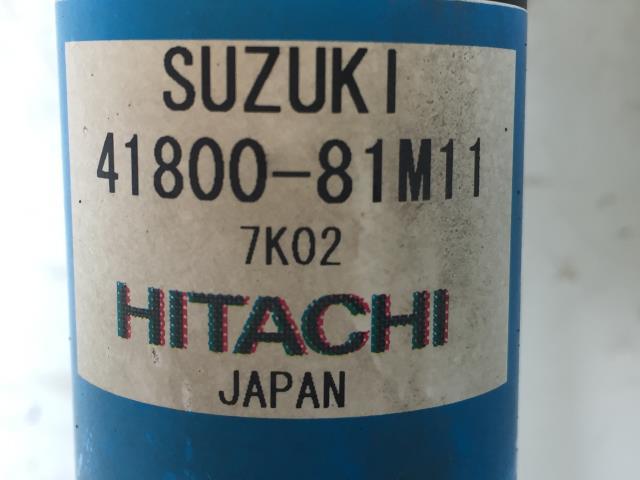 SUZUKI
41800-81M11
7K02
HITACHI
JAPAN